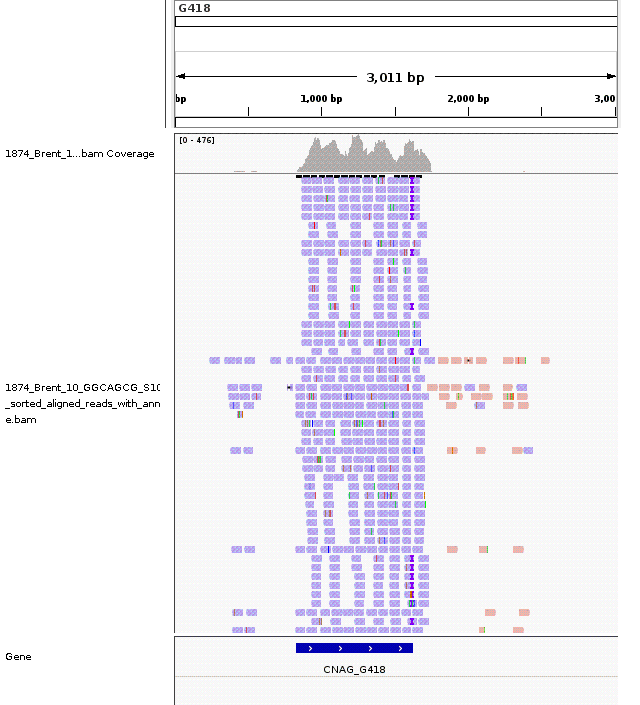 G418
3,011 bp
bp 1,000 bp 2,000 bp 3,00
[0 - 476]
1874_Brent_1...bam Coverage
1874_Brent_10_GGCAGCG_S10
_sorted_aligned_reads_with_ann
e.bam
Gene
CNAG_G418